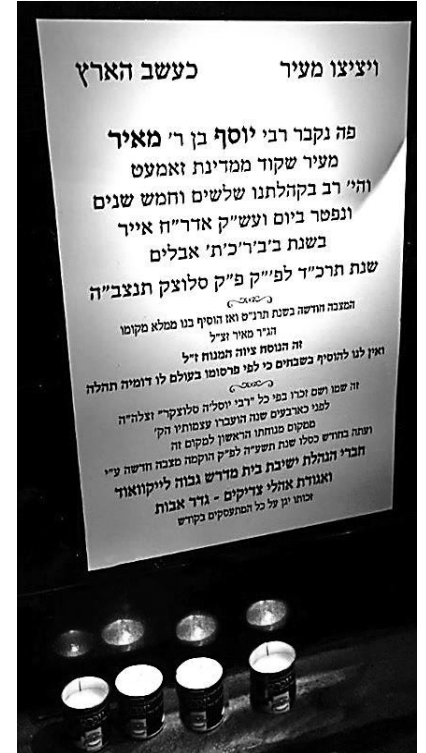 ויציצו מעיר כעשב הארץ
פה נקבר רבי יוסף בן ר' מאיר
מעיר שקוד ממדינת זאמעט
והי' רב בקהלתנו שלשים וחמש שנים
ונפטר ביום ועש"ק אדר"ח אייר
בשנת ב'ב'ר'כ'ת' אבלים
שנת תרכ"ד לפי"ק פ"ק סלוצק תנצב"ה
המצבה חודשה בשנת תרנ"ט ואז הוסיף בנו ממלא מקומו
הג"ר מאיר זצ"ל
זה הנוסח ציוה המנוח ז"ל
ואין לנו להוסיף בשבחים כי לפי פרסומו בעולם לו דומיה תהלה
זה שמו ושם זכרו בפי כל "רבי יוסל'ה סלוצקר" זצלה"ה
לפני כארבעים שנה הועברו עצמותיו הק'
ממקום מנוחתו הראשון למקום זה
ועתה בחודש כסלו שנת תשע"ה לפ"ק הוקמה מצבה חדשה ע"י
חברי הנהלת ישיבת בית מדרש גבוה לייקוואוד
ואגודת אהלי צדיקים - גדר אבות
זכותו יגן על כל המתעסקים בקודש